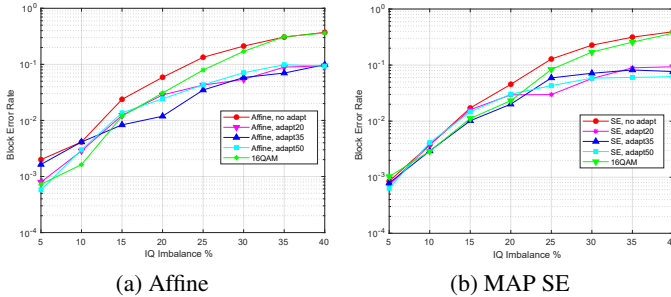 10^0
10^-1
10^-2
10^-3
10^-4
Block Error Rate
5 10 15 20 25 30 35 40
IQ Imbalance %
Affine, no adapt
Affine, adapt20
Affine, adapt35
Affine, adapt50
16QAM
(a) Affine
10^0
10^-1
10^-2
10^-3
10^-4
Block Error Rate
5 10 15 20 25 30 35 40
IQ Imbalance %
SE, no adapt
SE, adapt20
SE, adapt35
SE, adapt50
16QAM
(b) MAP SE